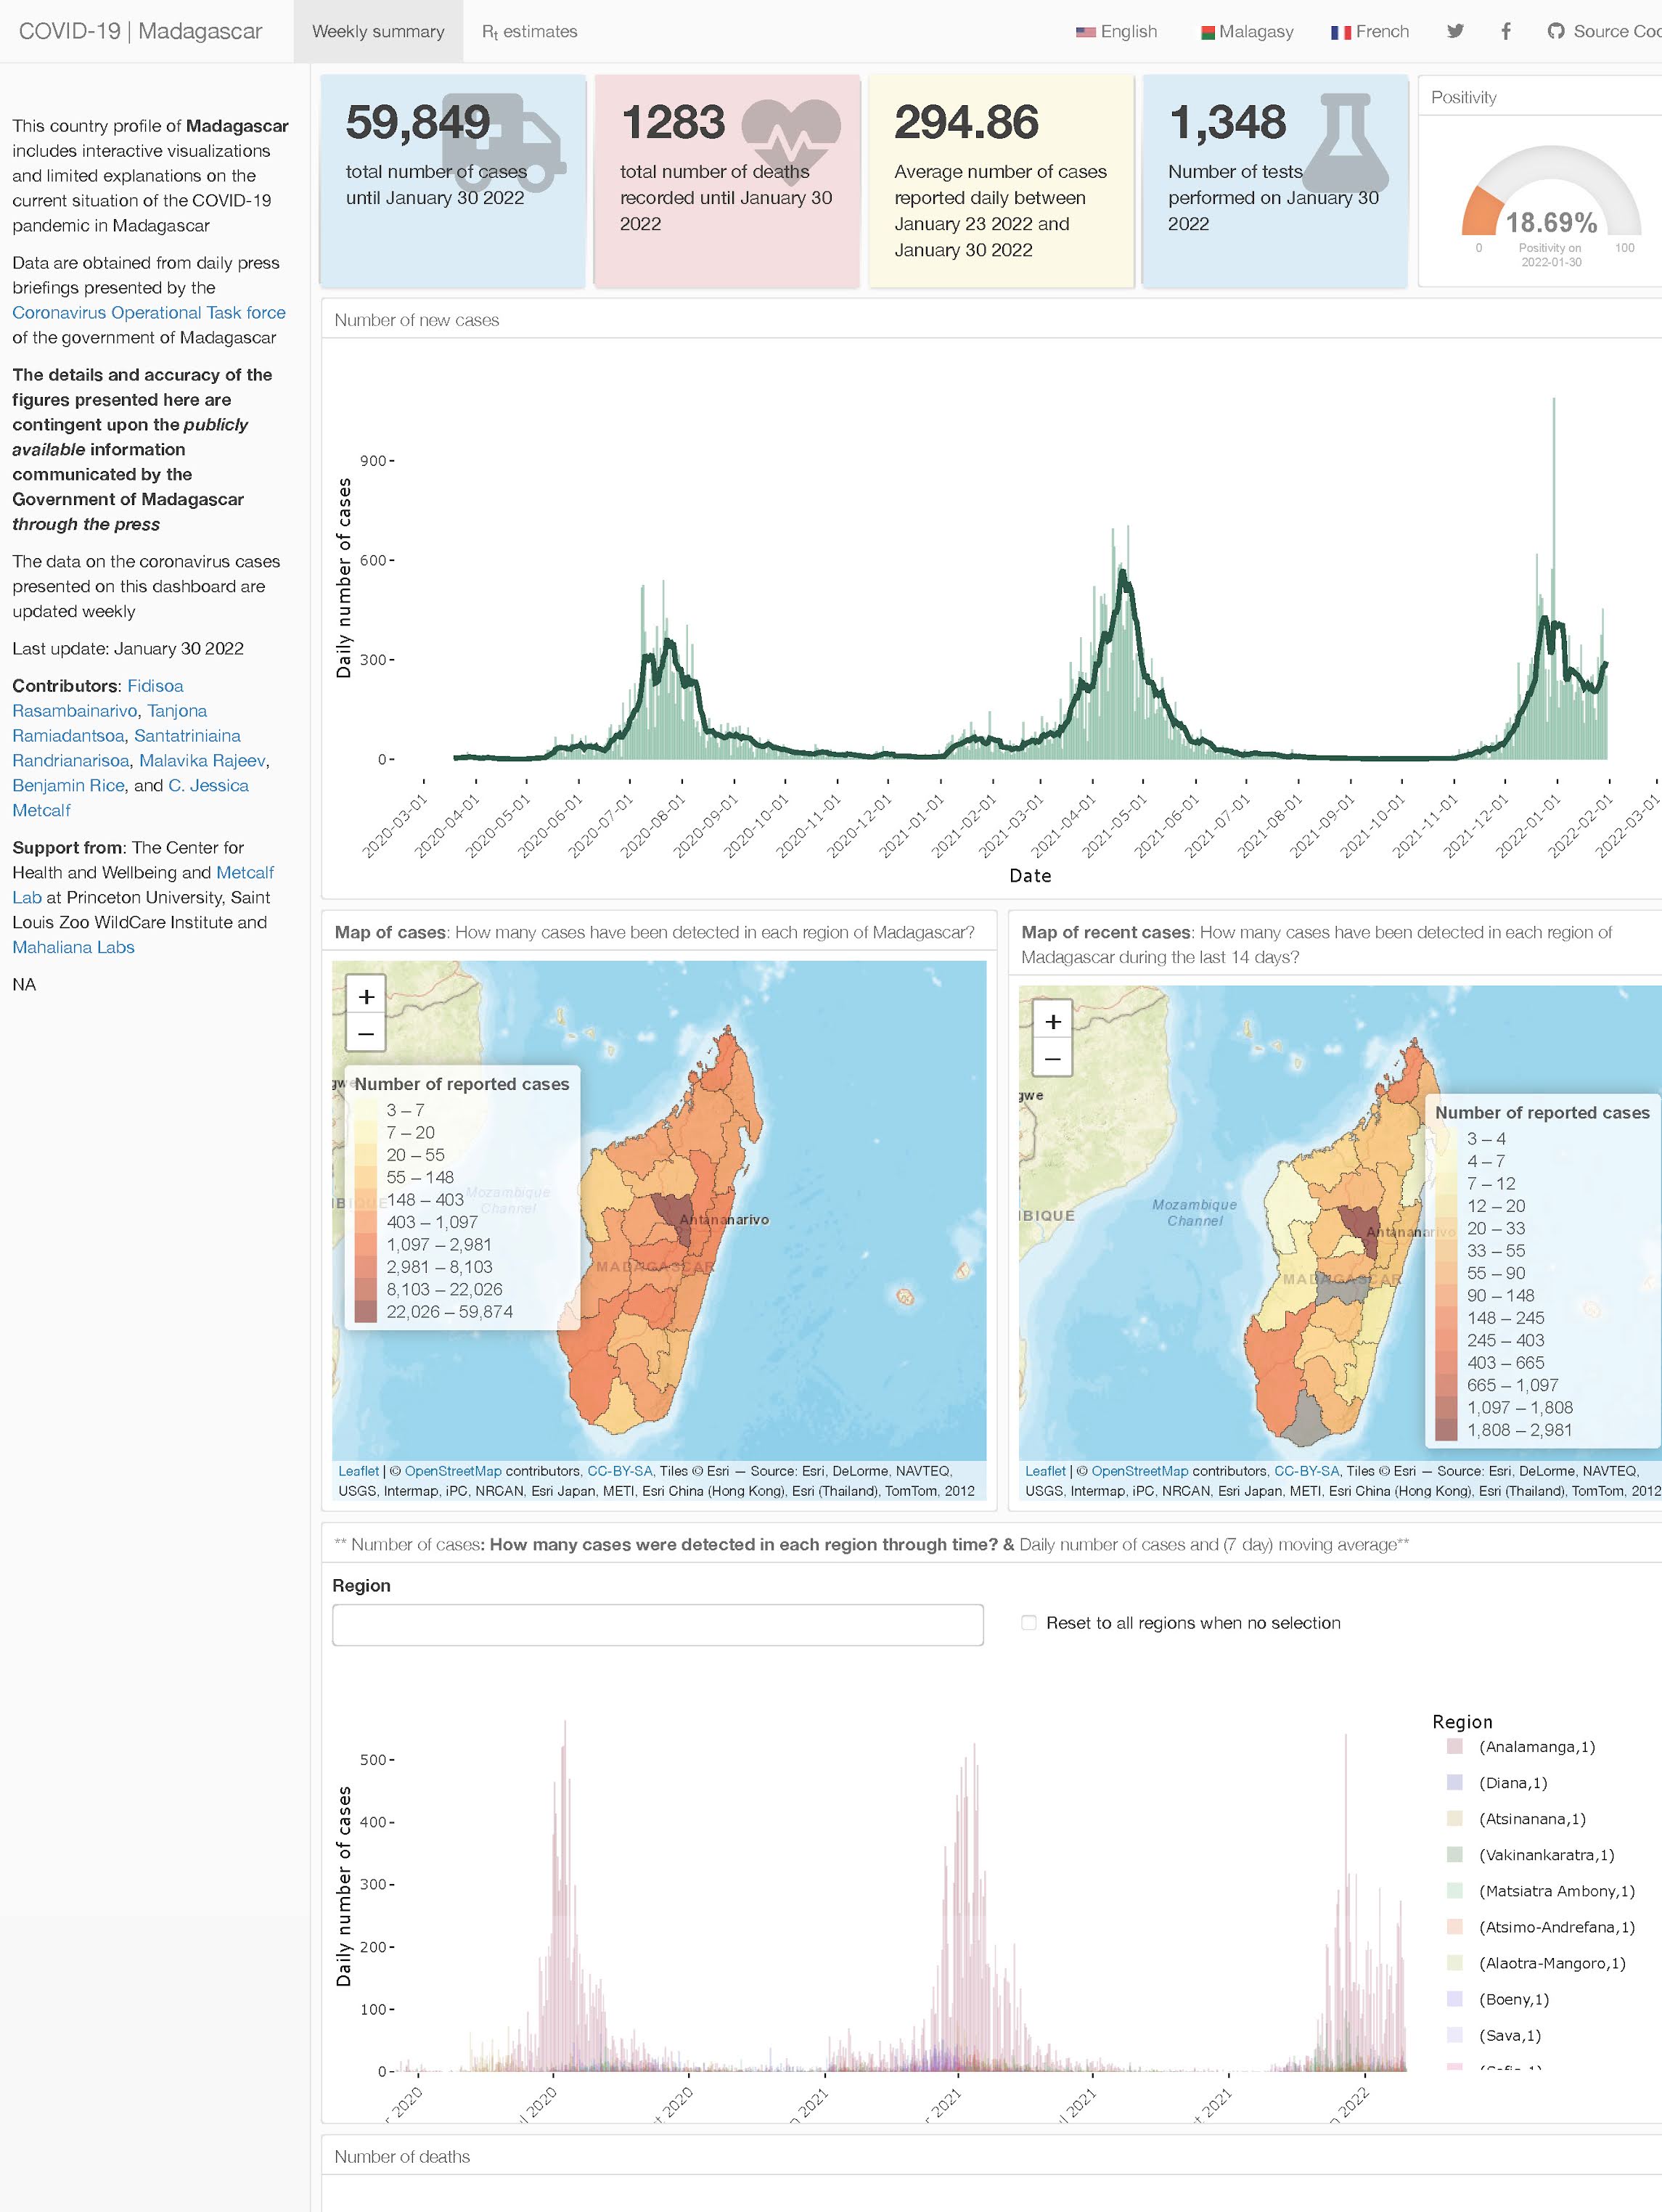 COVID-19 | Madagascar
Weekly summary
Rt estimates
English
Malagasy
French
Source Coo
This country profile of Madagascar
includes interactive visualizations
and limited explanations on the
current situation of the COVID-19
pandemic in Madagascar
Data are obtained from daily press
briefings presented by the
Coronavirus Operational Task force
of the government of Madagascar
The details and accuracy of the
figures presented here are
contingent upon the publicly
available information
communicated by the
Government of Madagascar
through the press
The data on the coronavirus cases
presented on this dashboard are
updated weekly
Last update: January 30 2022
Contributors: Fidisoa
Rasambainarivo, Tanjona
Ramiadantsoa, Santatriniaina
Randrianarisoa, Malavika Rajeev,
Benjamin Rice, and C. Jessica
Metcalf
Support from: The Center for
Health and Wellbeing and Metcalf
Lab at Princeton University, Saint
Louis Zoo WildCare Institute and
Mahaliana Labs
NA
59,849
total number of cases
until January 30 2022
1283
total number of deaths
recorded until January 30
2022
294.86
Average number of cases
reported daily between
January 23 2022 and
January 30 2022
1,348
Number of tests
performed on January 30
2022
Positivity
18.69%
0
Positivity on
2022-01-30
100
Number of new cases
Daily number of cases
900
600
300
0
2020-03-01
2020-04-01
2020-05-01
2020-06-01
2020-07-01
2020-08-01
2020-09-01
2020-10-01
2020-11-01
2020-12-01
2021-01-01
2021-02-01
2021-03-01
2021-04-01
2021-05-01
2021-06-01
2021-07-01
2021-08-01
2021-09-01
2021-10-01
2021-11-01
2021-12-01
2022-01-01
2022-02-01
2022-03-01
Date
Map of cases: How many cases have been detected in each region of Madagascar?
+
−
gw
Number of reported cases
3 – 7
7 – 20
20 – 55
55 – 148
148 – 403
403 – 1,097
1,097 – 2,981
2,981 – 8,103
8,103 – 22,026
22,026 – 59,874
IBIQUE
Mozambique
Channel
Antananarivo
MADAGASCAR
Leaflet | © OpenStreetMap contributors, CC-BY-SA, Tiles © Esri — Source: Esri, DeLorme, NAVTEQ,
USGS, Intermap, iPC, NRCAN, Esri Japan, METI, Esri China (Hong Kong), Esri (Thailand), TomTom, 2012
Map of recent cases: How many cases have been detected in each region of
Madagascar during the last 14 days?
+
−
gwe
IBIQUE
Mozambique
Channel
Antananarivo
MADAGASCAR
Number of reported cases
3 – 4
4 – 7
7 – 12
12 – 20
20 – 33
33 – 55
55 – 90
90 – 148
148 – 245
245 – 403
403 – 665
665 – 1,097
1,097 – 1,808
1,808 – 2,981
Leaflet | © OpenStreetMap contributors, CC-BY-SA, Tiles © Esri — Source: Esri, DeLorme, NAVTEQ,
USGS, Intermap, iPC, NRCAN, Esri Japan, METI, Esri China (Hong Kong), Esri (Thailand), TomTom, 2012
** Number of cases: How many cases were detected in each region through time? & Daily number of cases and (7 day) moving average**
Region
Reset to all regions when no selection
Daily number of cases
500
400
300
200
100
0
r 2020
l 2020
t 2020
2021
r 2021
l 2021
t 2021
2022
Region
(Analamanga,1)
(Diana,1)
(Atsinanana,1)
(Vakinankaratra,1)
(Matsiatra Ambony,1)
(Atsimo-Andrefana,1)
(Alaotra-Mangoro,1)
(Boeny,1)
(Sava,1)
Number of deaths